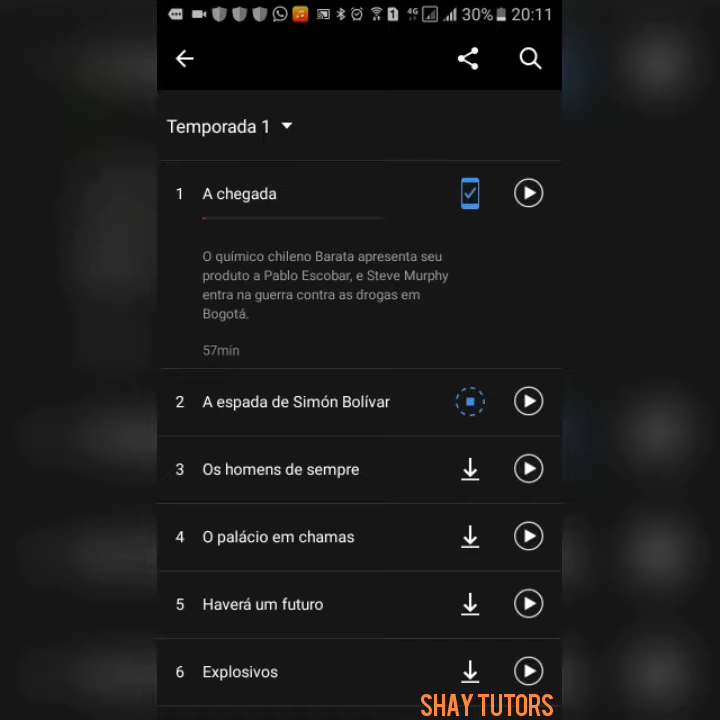 30% 20:11
Temporada 1
1 A chegada
O químico chileno Barata apresenta seu
produto a Pablo Escobar, e Steve Murphy
entra na guerra contra as drogas em
Bogotá.
57min
2 A espada de Simón Bolívar
3 Os homens de sempre
4 O palácio em chamas
5 Haverá um futuro
6 Explosivos
SHAY TUTORS